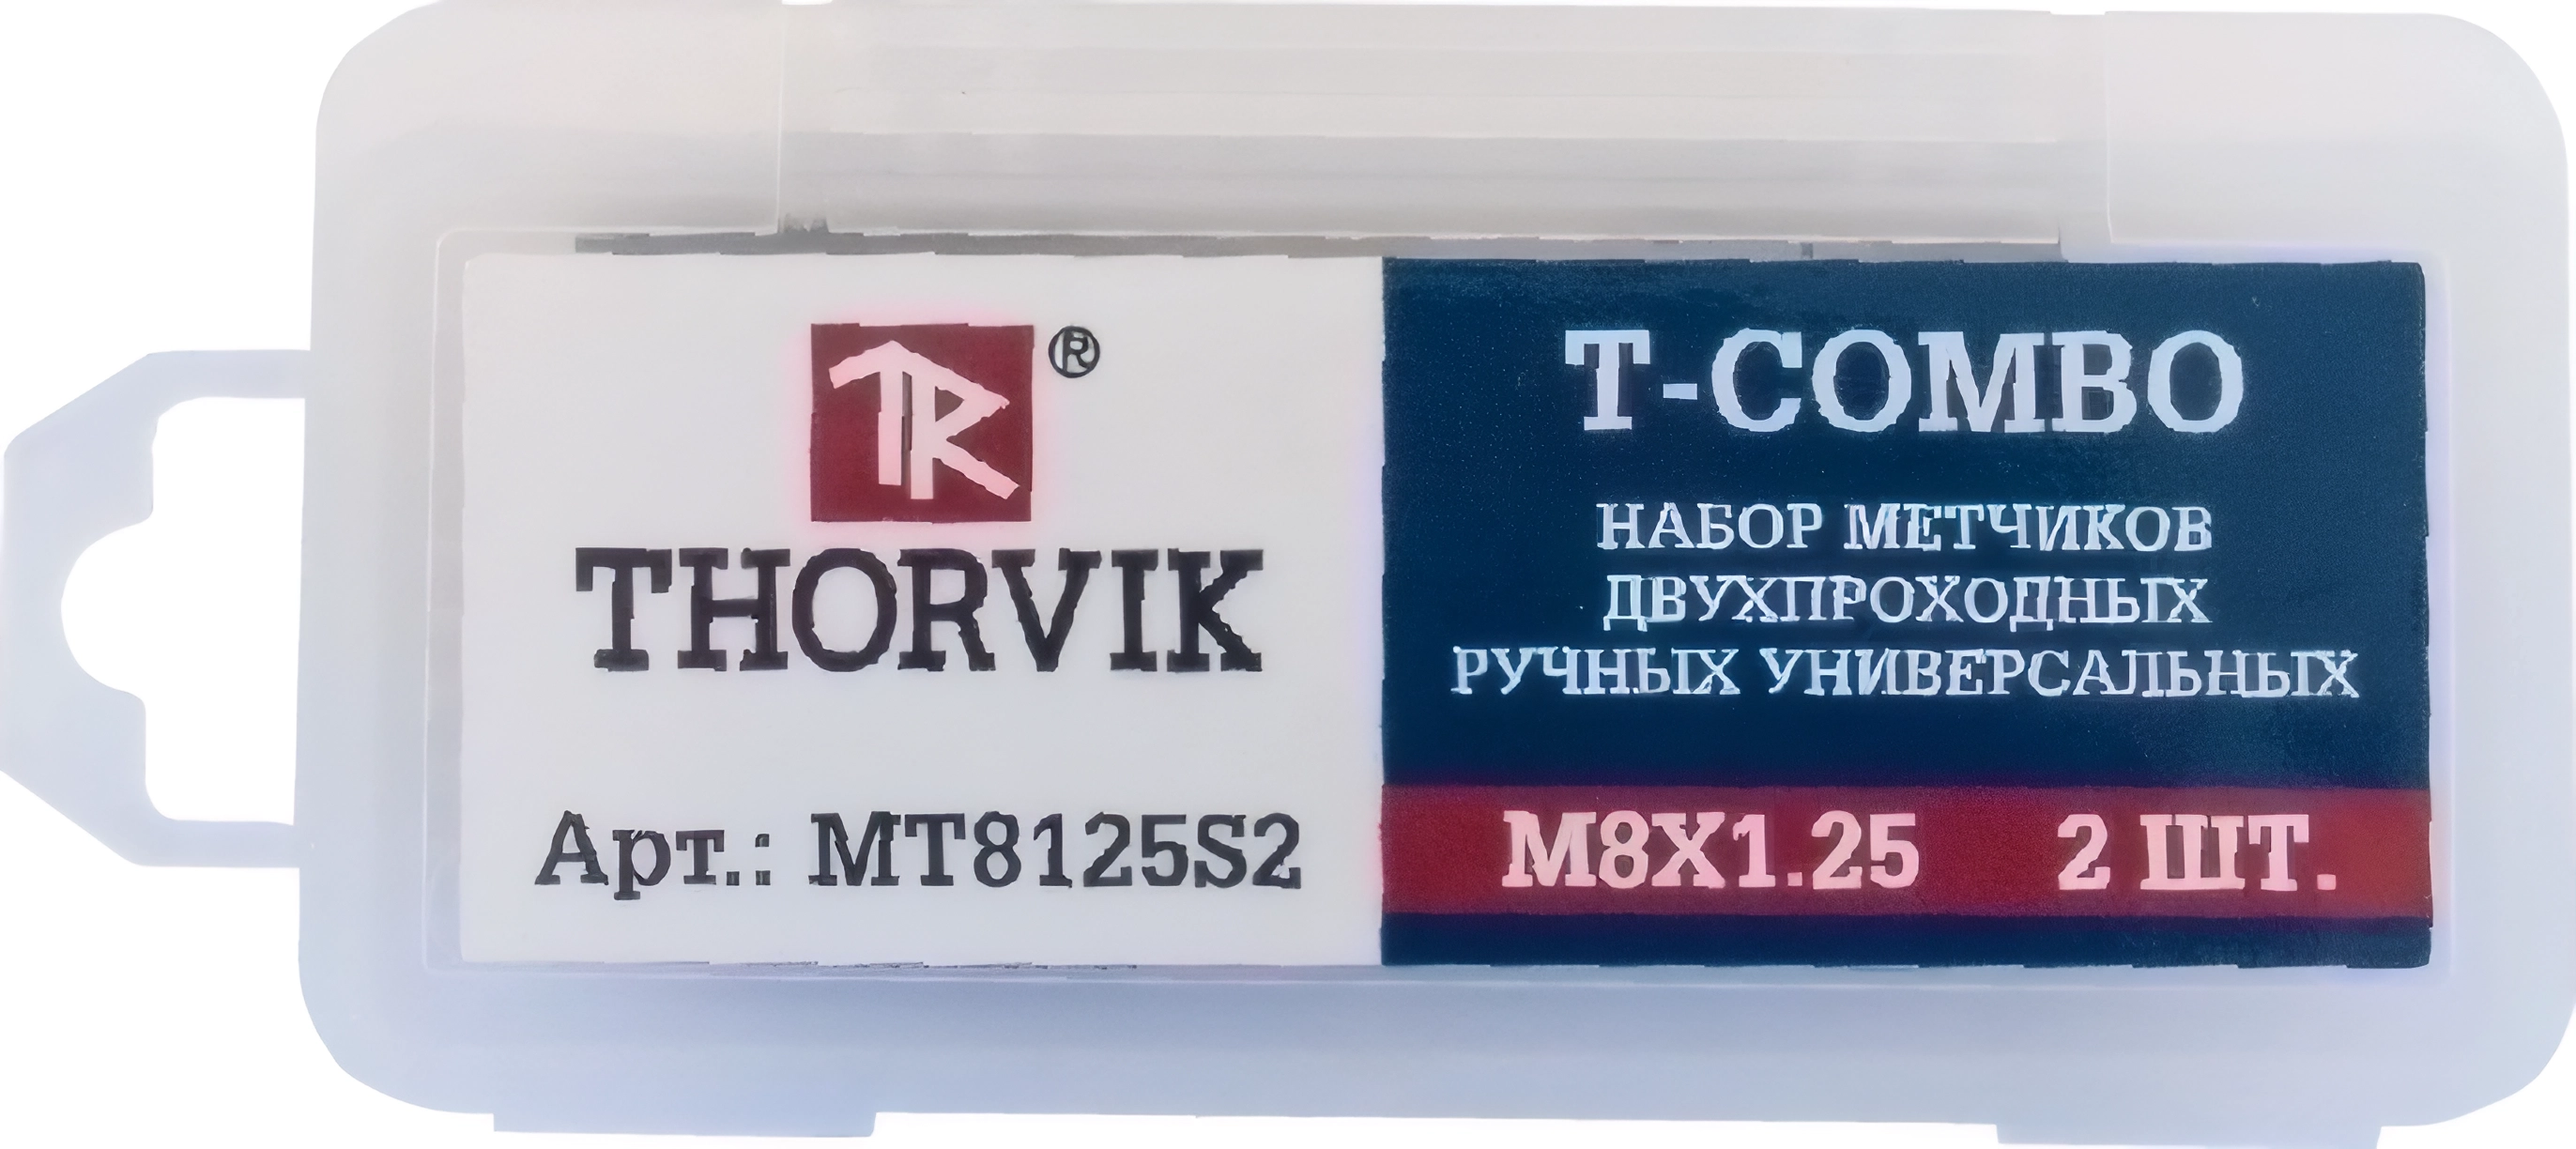 TR®
THORVIK
Арт.: MT8125S2
T-COMBO
НАБОР МЕТЧИКОВ
ДВУХПРОХОДНЫХ
РУЧНЫХ УНИВЕРСАЛЬНЫХ
M8X1.25 2 ШТ.